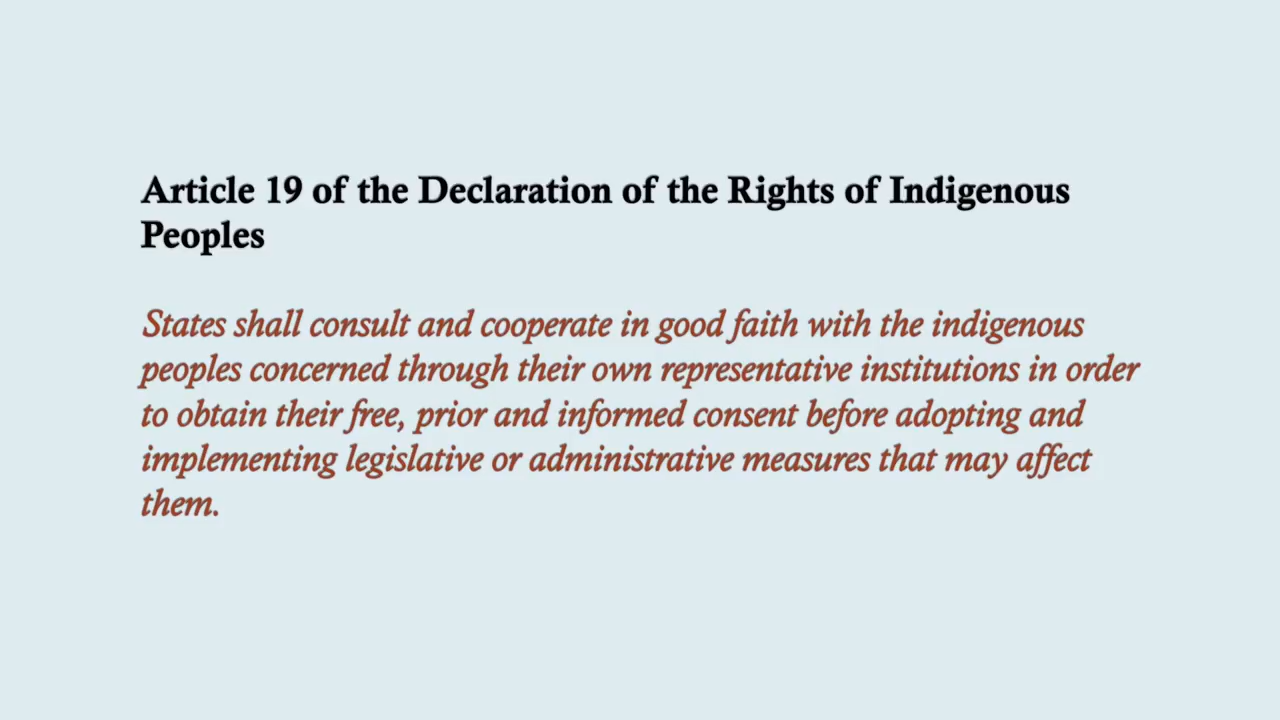 Article 19 of the Declaration of the Rights of Indigenous
Peoples
States shall consult and cooperate in good faith with the indigenous
peoples concerned through their own representative institutions in order
to obtain their free, prior and informed consent before adopting and
implementing legislative or administrative measures that may affect
them.